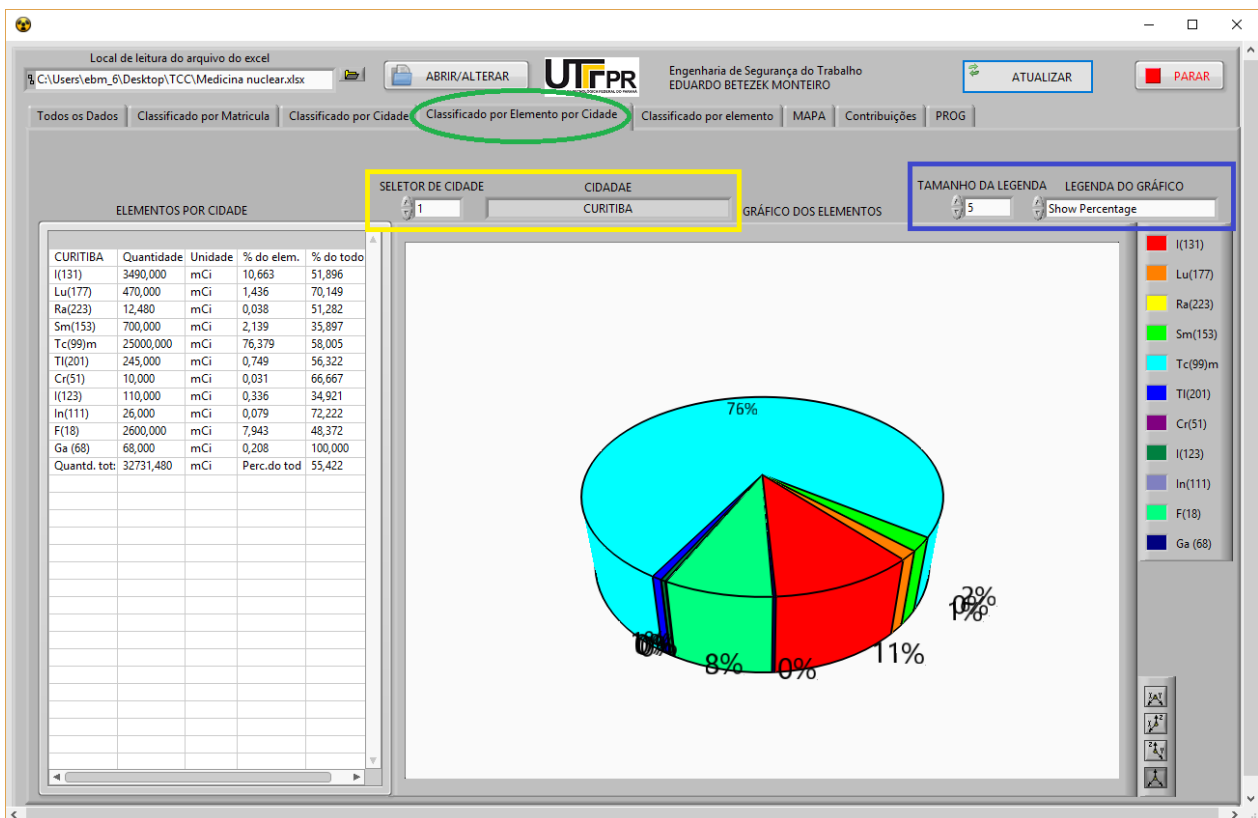 Local de leitura do arquivo do excel
C:\Users\ebm_6\Desktop\TCC\Medicina nuclear.xlsx
ABRIR/ALTERAR
UTFPR
Engenharia de Segurança do Trabalho
EDUARDO BETEZEK MONTEIRO
ATUALIZAR
PARAR
Todos os Dados Classificado por Matricula Classificado por Cidade Classificado por Elemento por Cidade Classificado por elemento MAPA Contribuições PROG
SELETOR DE CIDADE CIDADAE
1 CURITIBA
TAMANHO DA LEGENDA LEGENDA DO GRÁFICO
5 Show Percentage
ELEMENTOS POR CIDADE
GRÁFICO DOS ELEMENTOS
CURITIBA Quantidade Unidade % do elem. % do todo
I(131) 3490,000 mCi 10,663 51,896
Lu(177) 470,000 mCi 1,436 70,149
Ra(223) 12,480 mCi 0,038 51,282
Sm(153) 700,000 mCi 2,139 35,897
Tc(99)m 25000,000 mCi 76,379 58,005
Tl(201) 245,000 mCi 0,749 56,322
Cr(51) 10,000 mCi 0,031 66,667
I(123) 110,000 mCi 0,336 34,921
In(111) 26,000 mCi 0,079 72,222
F(18) 2600,000 mCi 7,943 48,372
Ga (68) 68,000 mCi 0,208 100,000
Quantd. tot: 32731,480 mCi Perc.do tod 55,422
76%
2%
0%
1%
11%
0%
8%
I(131)
Lu(177)
Ra(223)
Sm(153)
Tc(99)m
Tl(201)
Cr(51)
I(123)
In(111)
F(18)
Ga (68)